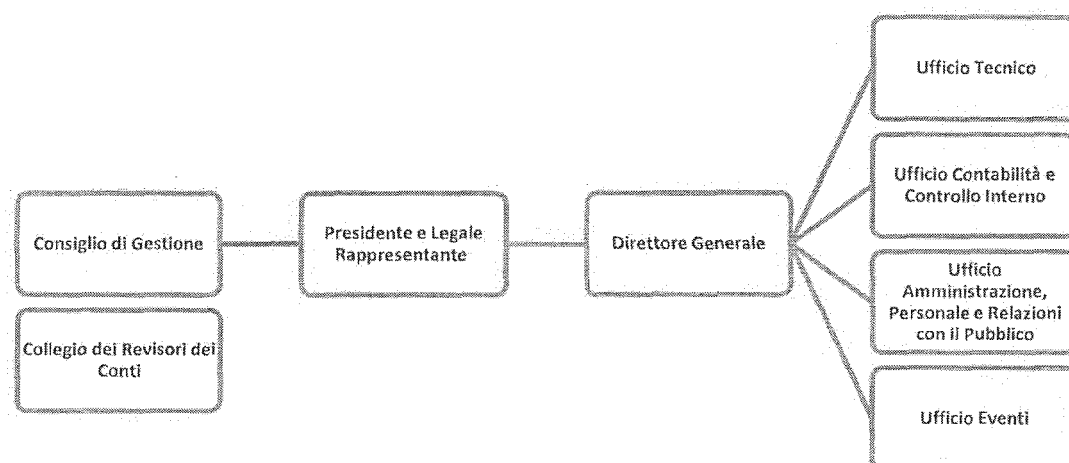 Consiglio di Gestione
Collegio dei Revisori dei
Conti
Presidente e Legale
Rappresentante
Direttore Generale
Ufficio Tecnico
Ufficio Contabilità e
Controllo Interno
Ufficio
Amministrazione,
Personale e Relazioni
con il Pubblico
Ufficio Eventi